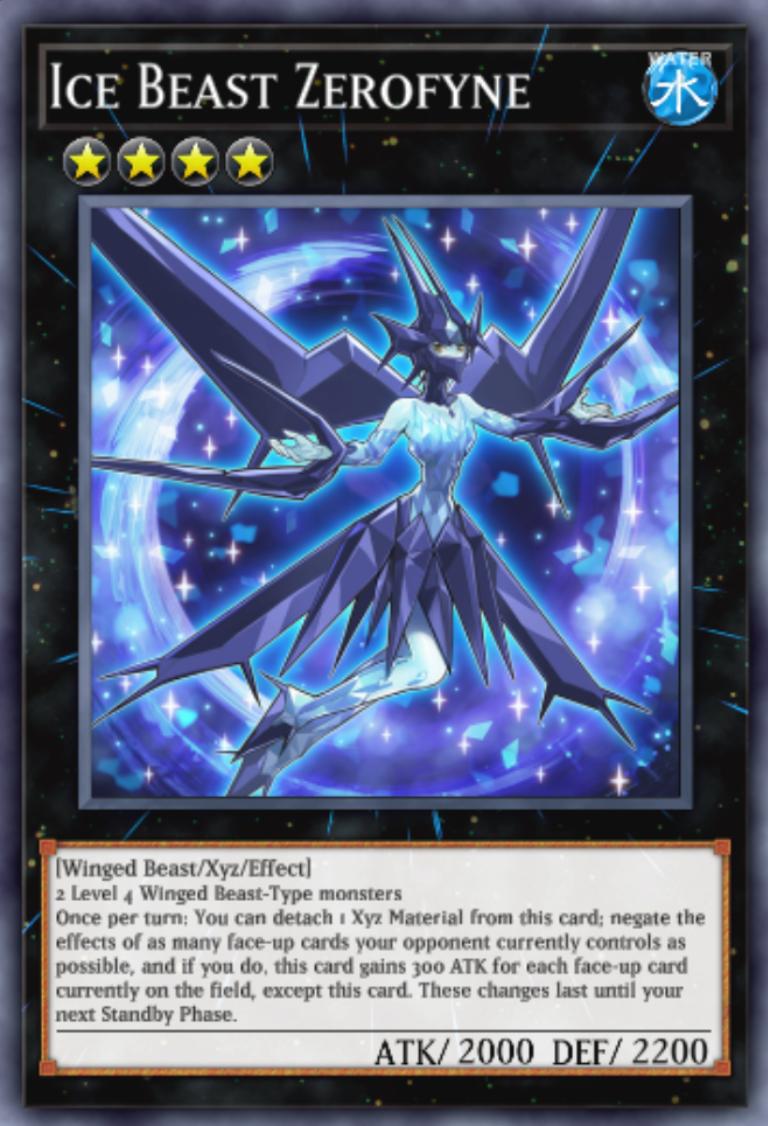 Ice Beast Zerofyne
WATER
水
[Winged Beast/Xyz/Effect]
2 Level 4 Winged Beast-Type monsters
Once per turn: You can detach 1 Xyz Material from this card; negate the
effects of as many face-up cards your opponent currently controls as
possible, and if you do, this card gains 300 ATK for each face-up card
currently on the field, except this card. These changes last until your
next Standby Phase.
ATK/ 2000 DEF/ 2200